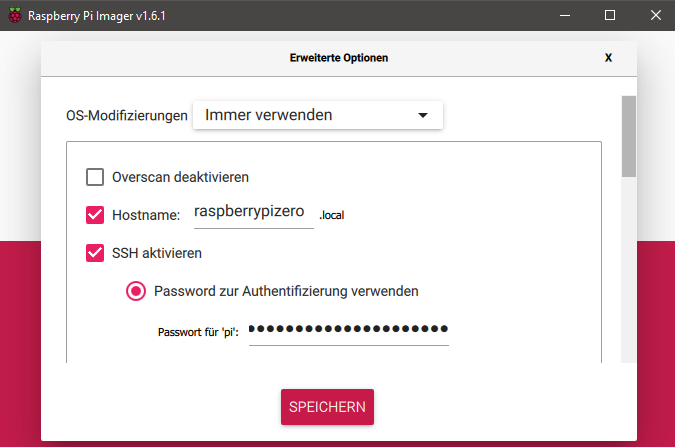 Raspberry Pi Imager v1.6.1
Erweiterte Optionen X
OS-Modifizierungen Immer verwenden
Overscan deaktivieren
Hostname: raspberrypizero .local
SSH aktivieren
Password zur Authentifizierung verwenden
Passwort für 'pi': ●●●●●●●●●●●●●●●●●●●●●
SPEICHERN